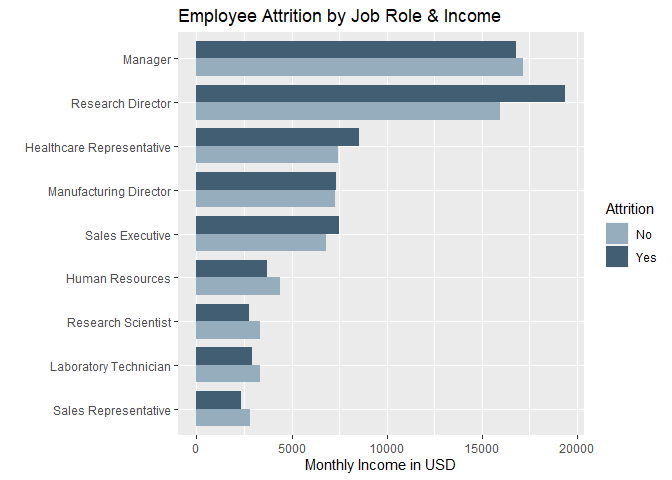 Employee Attrition by Job Role & Income
Manager
Research Director
Healthcare Representative
Manufacturing Director
Sales Executive
Human Resources
Research Scientist
Laboratory Technician
Sales Representative
0 5000 10000 15000 20000
Monthly Income in USD
Attrition
No
Yes